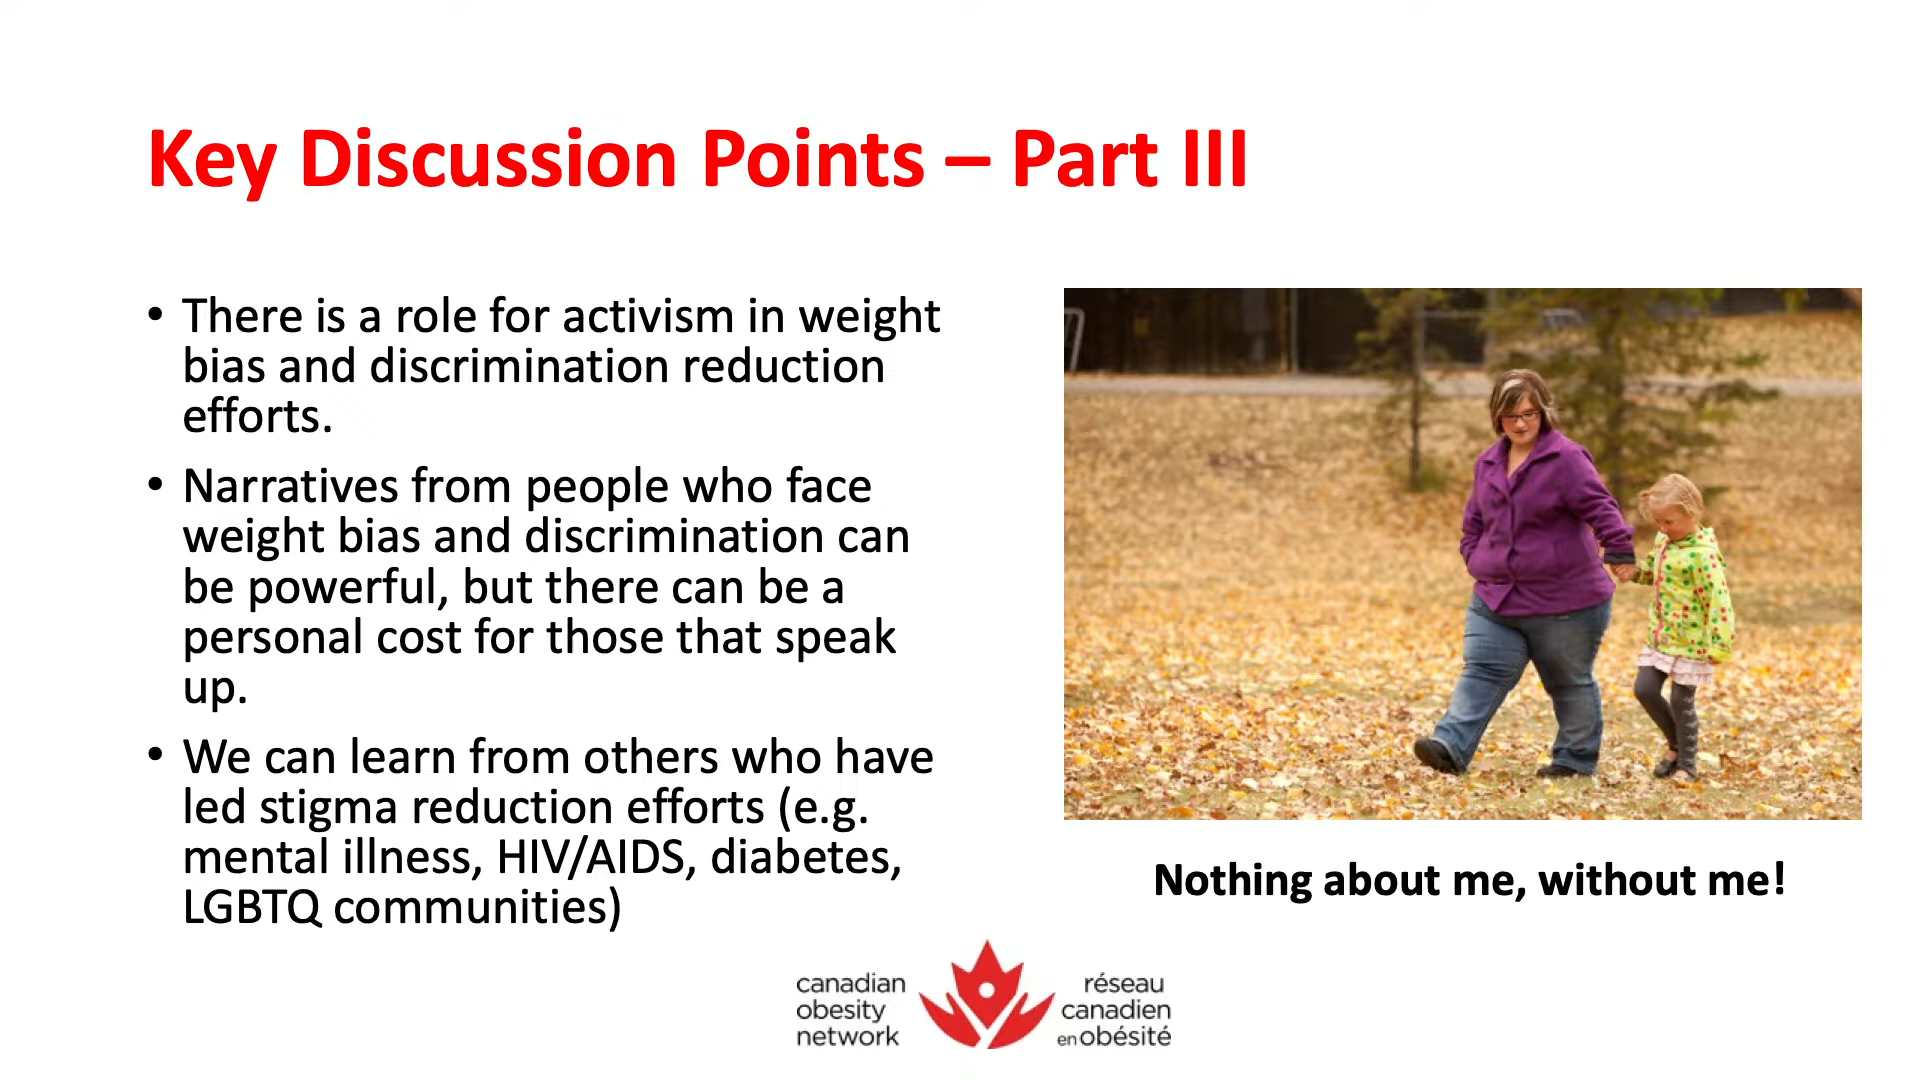 Key Discussion Points – Part III
• There is a role for activism in weight
bias and discrimination reduction
efforts.
• Narratives from people who face
weight bias and discrimination can
be powerful, but there can be a
personal cost for those that speak
up.
• We can learn from others who have
led stigma reduction efforts (e.g.
mental illness, HIV/AIDS, diabetes,
LGBTQ communities)
Nothing about me, without me!
canadian
obesity
network
réseau
canadien
en obésité